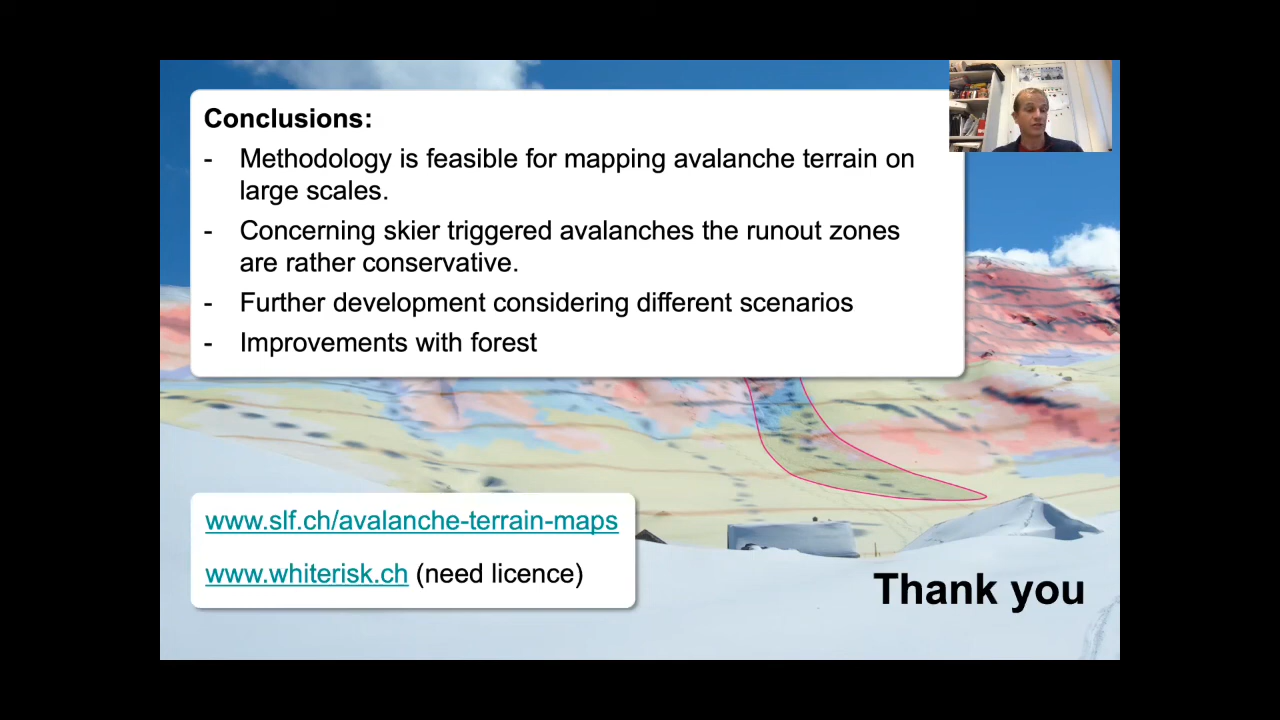 Conclusions:
- Methodology is feasible for mapping avalanche terrain on
large scales.
- Concerning skier triggered avalanches the runout zones
are rather conservative.
- Further development considering different scenarios
- Improvements with forest
www.slf.ch/avalanche-terrain-maps
www.whiterisk.ch (need licence)
Thank you